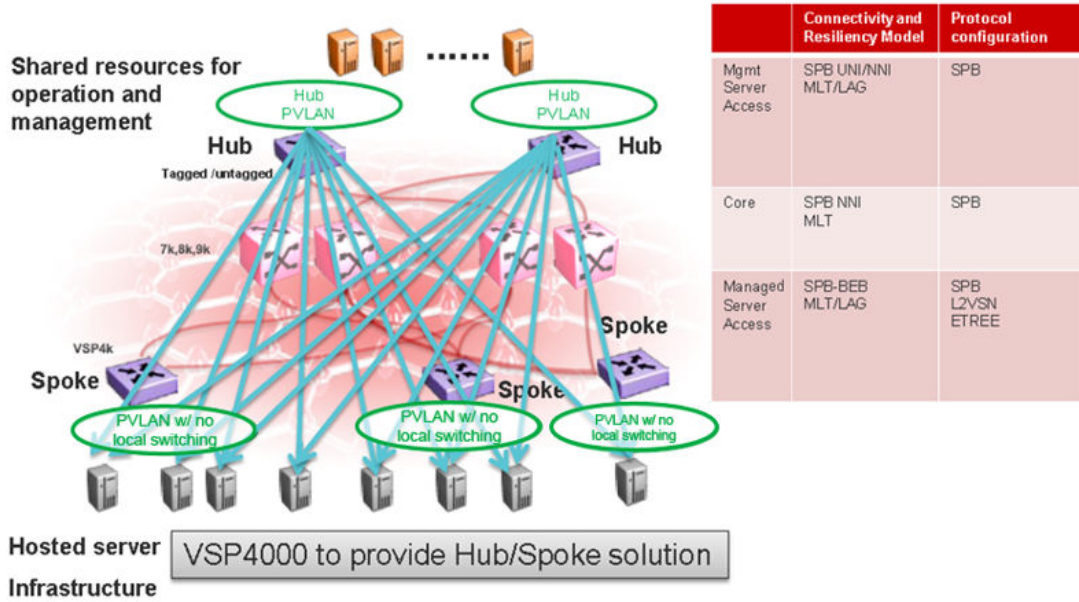 Shared resources for
operation and
management
Hub
PVLAN
Hub
PVLAN
Hub
Hub
Tagged /untagged
7k,8k,9k
VSP4k
Spoke
Spoke
Spoke
PVLAN w/ no
local switching
PVLAN w/ no
local switching
PVLAN w/ no
local switching
Hosted server
Infrastructure
VSP4000 to provide Hub/Spoke solution
Connectivity and
Resiliency Model
Protocol
configuration
Mgmt
Server
Access
SPB UNI/NNI
MLT/LAG
SPB
Core
SPB NNI
MLT
SPB
Managed
Server
Access
SPB-BEB
MLT/LAG
SPB
L2VSN
ETREE